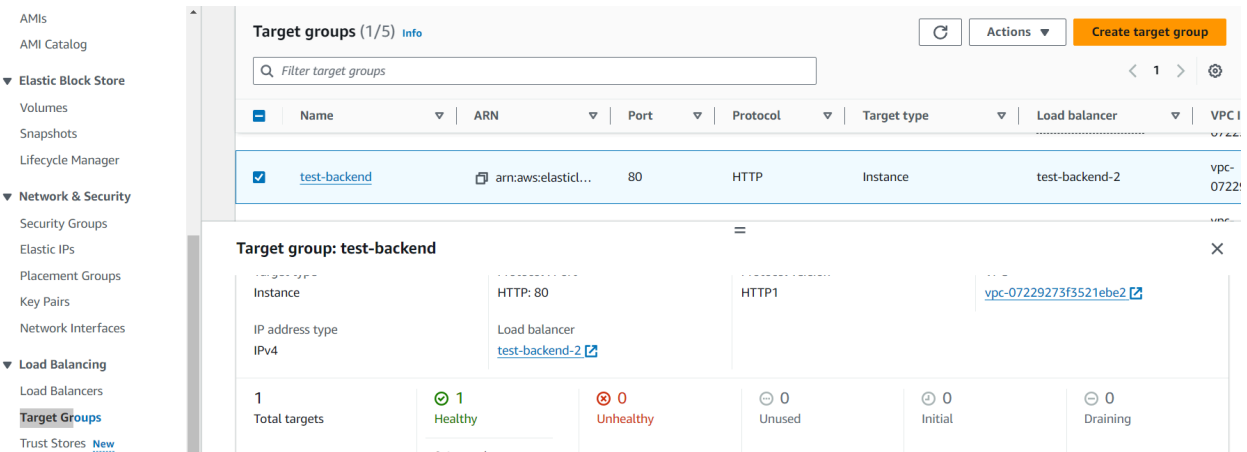 AMIs
AMI Catalog
Elastic Block Store
Volumes
Snapshots
Lifecycle Manager
Network & Security
Security Groups
Elastic IPs
Placement Groups
Key Pairs
Network Interfaces
Load Balancing
Load Balancers
Target Groups
Trust Stores New
Target groups (1/5) Info
Actions
Create target group
Filter target groups
1
Name ARN Port Protocol Target type Load balancer VPC I
test-backend arn:aws:elasticl... 80 HTTP Instance test-backend-2 vpc-
0722
Target group: test-backend
Instance HTTP: 80 HTTP1 vpc-07229273f3521ebe2
IP address type Load balancer
IPv4 test-backend-2
1 1 0 0 0 0
Total targets Healthy Unhealthy Unused Initial Draining